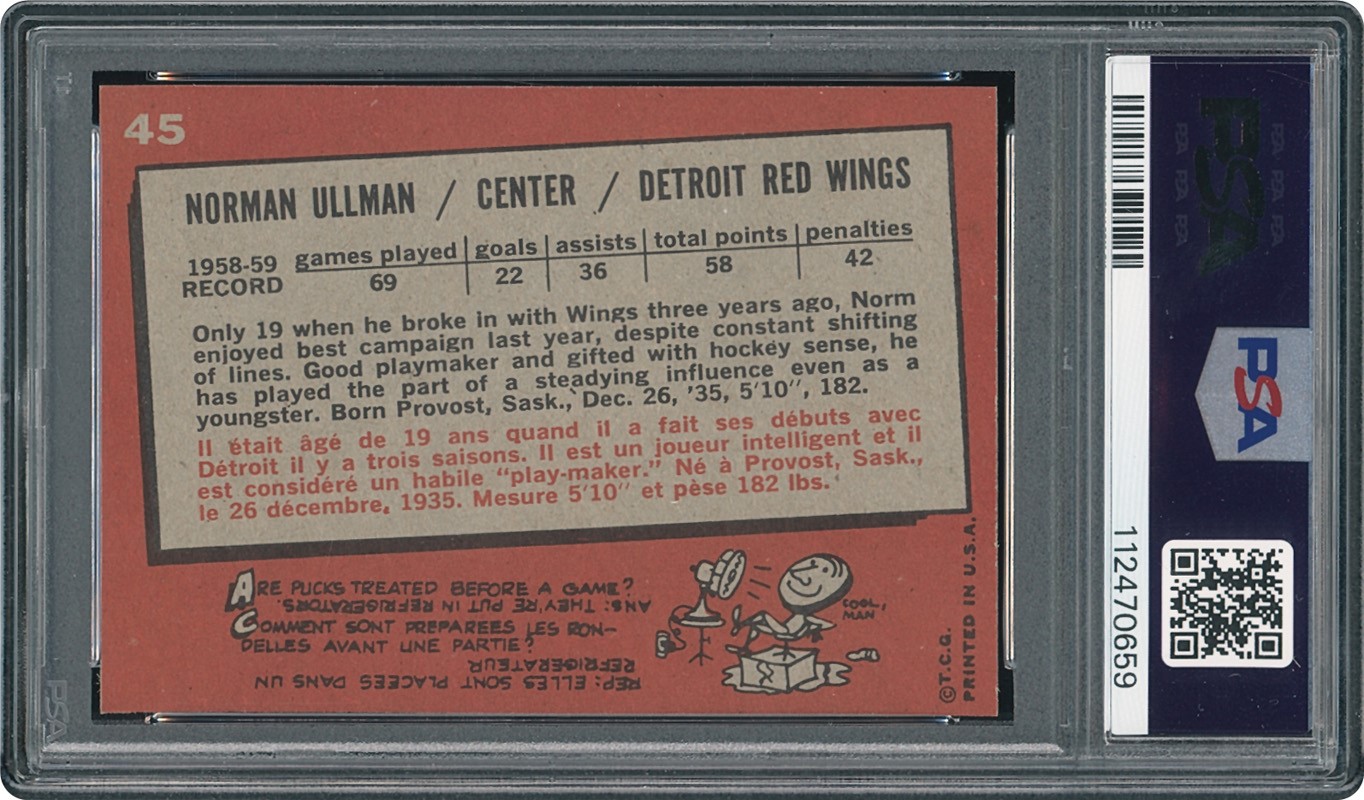 45
NORMAN ULLMAN / CENTER / DETROIT RED WINGS
1958-59 RECORD | games played | goals | assists | total points | penalties
69 | 22 | 36 | 58 | 42
Only 19 when he broke in with Wings three years ago, Norm
enjoyed best campaign last year, despite constant shifting
of lines. Good playmaker and gifted with hockey sense, he
has played the part of a steadying influence even as a
youngster. Born Provost, Sask., Dec. 26, '35, 5'10", 182.
Il était âgé de 19 ans quand il a fait ses débuts avec
Détroit il y a trois saisons. Il est un joueur intelligent et il
est considéré un habile "play-maker." Né à Provost, Sask.,
le 26 décembre, 1935. Mesure 5'10" et pèse 182 lbs.
ARE PUCKS TREATED BEFORE A GAME?
ANS: THEY'RE PUT IN REFRIGERATORS.
COMMENT SONT PREPAREES LES RON-
DELLES AVANT UNE PARTIE?
REP: ELLES SONT PLACEES DANS UN
REFRIGERATEUR
COOL,
MAN
© T.C.G.
PRINTED IN U.S.A.
PSA
PSA
PSA
112470659